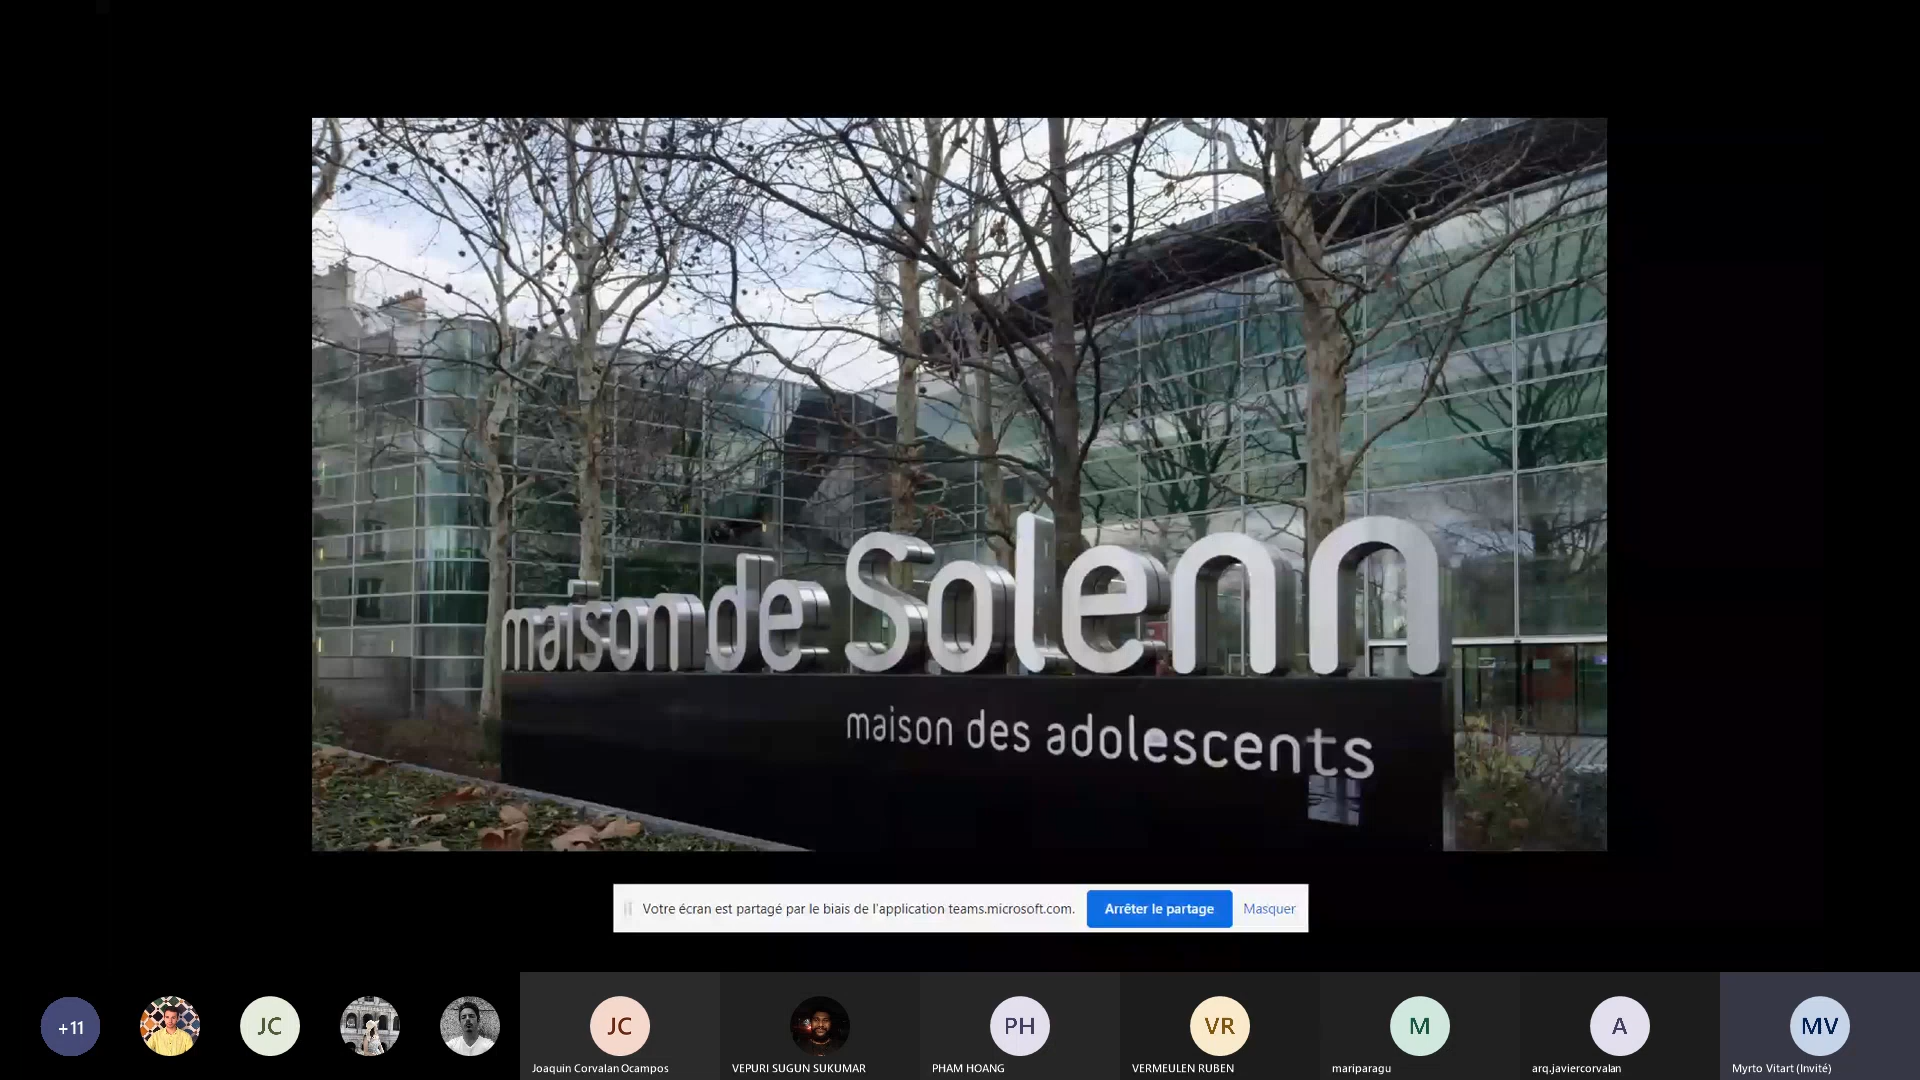 maison de Solenn
maison des adolescents
Votre écran est partagé par le biais de l'application teams.microsoft.com.
Arrêter le partage
Masquer
+11
JC
JC
PH
VR
M
A
MV
Joaquin Corvalan Ocampos
VEPURI SUGUN SUKUMAR
PHAM HOANG
VERMEULEN RUBEN
mariparagu
arq.javiercorvalan
Myrto Vitart (Invité)